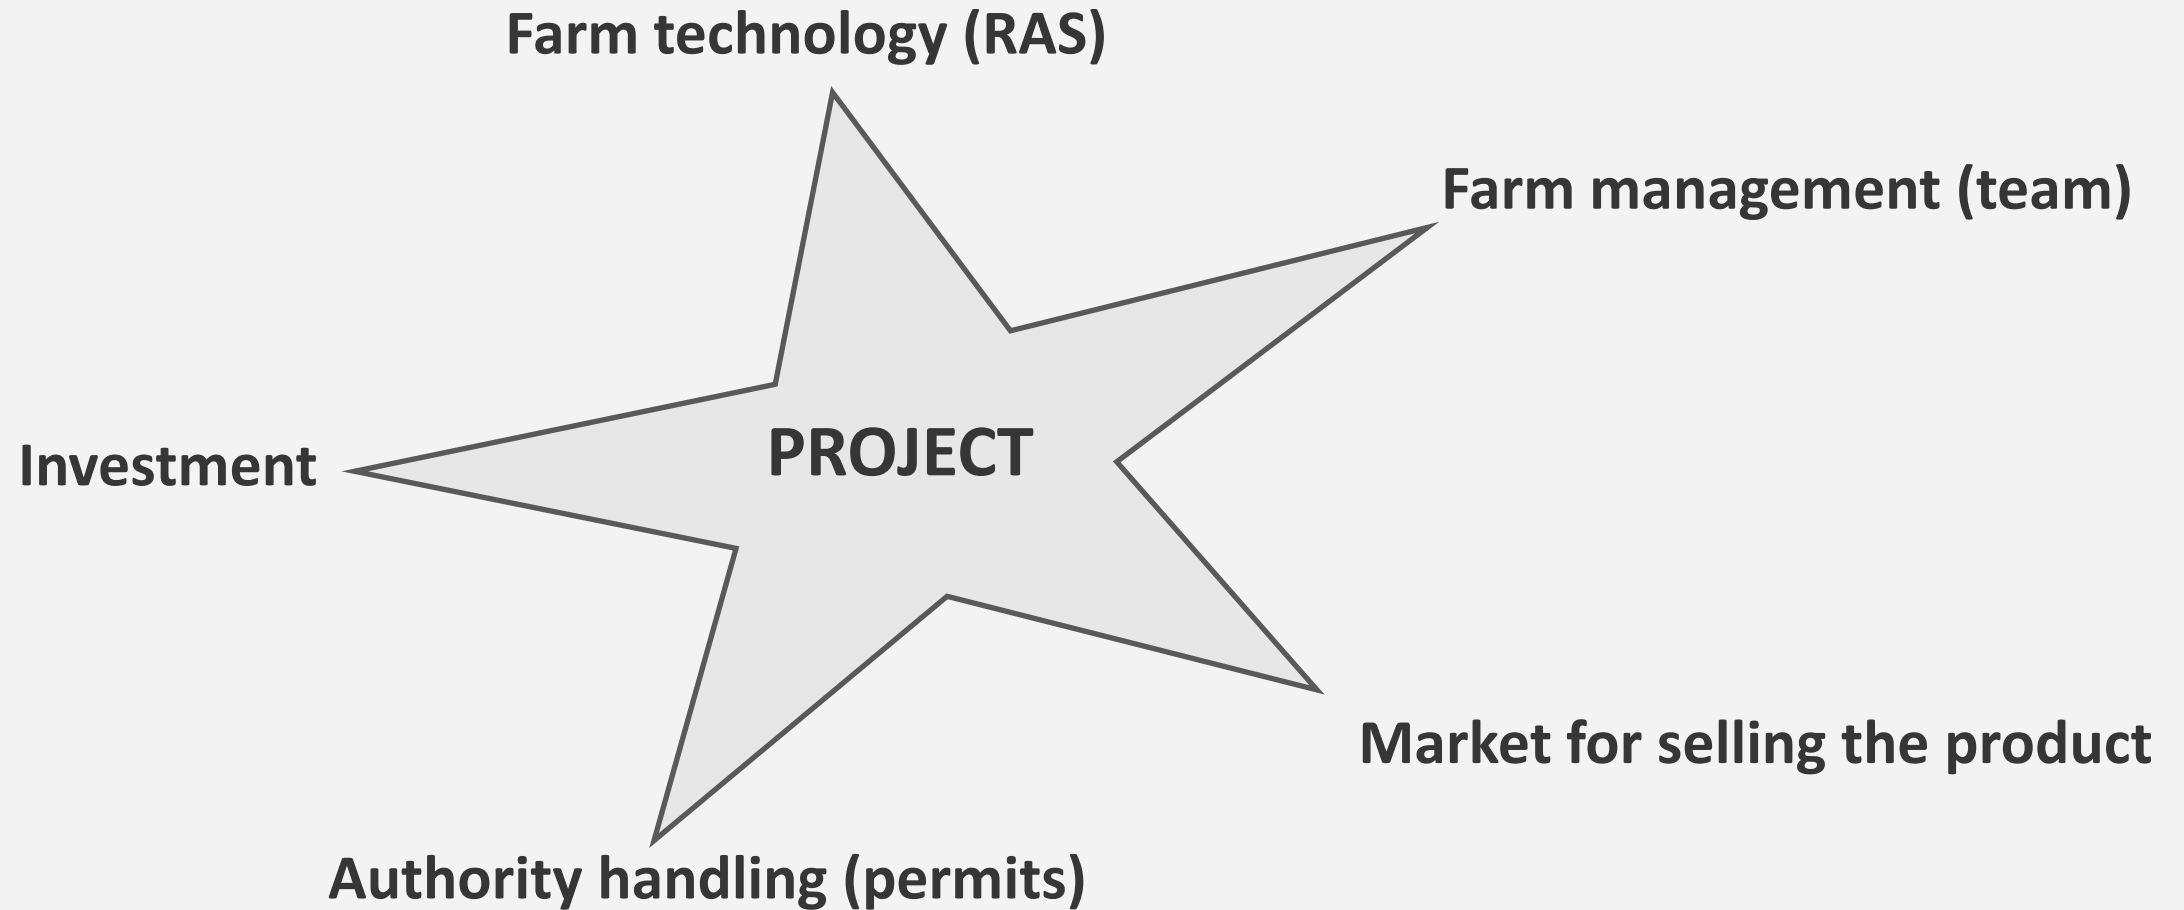 Farm technology (RAS)
Farm management (team)
PROJECT
Investment
Market for selling the product
Authority handling (permits)